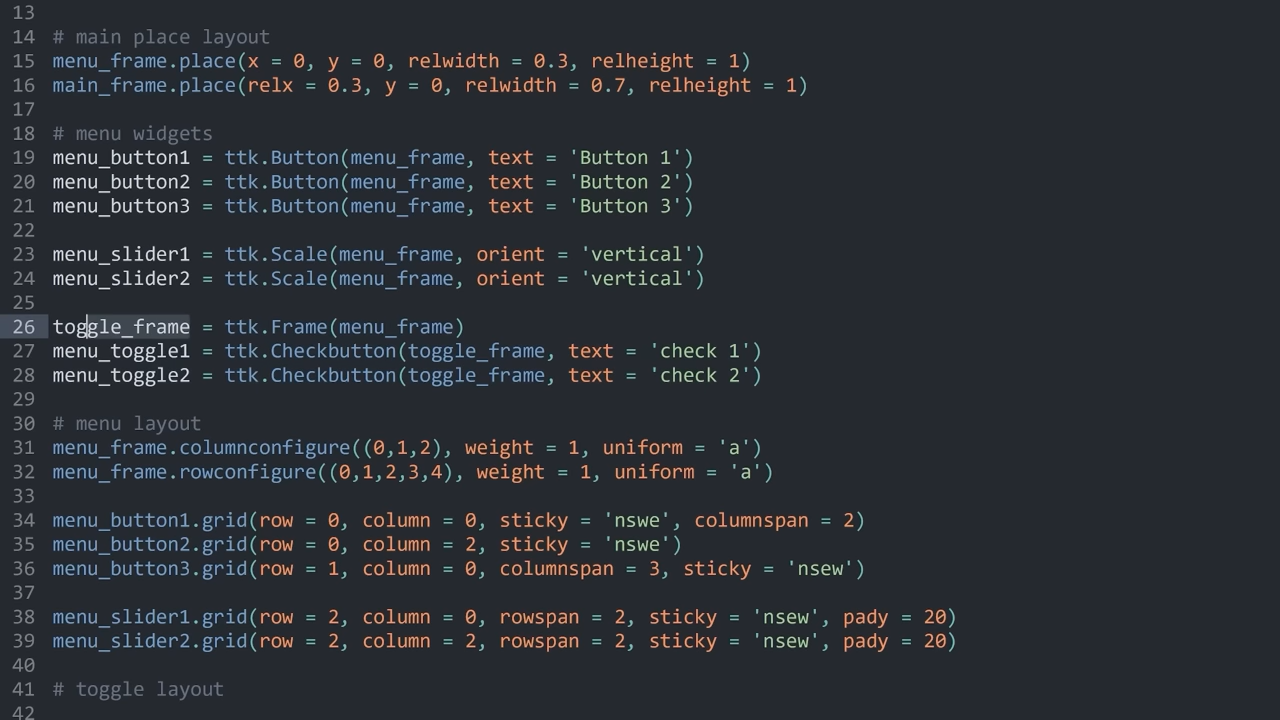 13
14 # main place layout
15 menu_frame.place(x = 0, y = 0, relwidth = 0.3, relheight = 1)
16 main_frame.place(relx = 0.3, y = 0, relwidth = 0.7, relheight = 1)
17
18 # menu widgets
19 menu_button1 = ttk.Button(menu_frame, text = 'Button 1')
20 menu_button2 = ttk.Button(menu_frame, text = 'Button 2')
21 menu_button3 = ttk.Button(menu_frame, text = 'Button 3')
22
23 menu_slider1 = ttk.Scale(menu_frame, orient = 'vertical')
24 menu_slider2 = ttk.Scale(menu_frame, orient = 'vertical')
25
26 toggle_frame = ttk.Frame(menu_frame)
27 menu_toggle1 = ttk.Checkbutton(toggle_frame, text = 'check 1')
28 menu_toggle2 = ttk.Checkbutton(toggle_frame, text = 'check 2')
29
30 # menu layout
31 menu_frame.columnconfigure((0,1,2), weight = 1, uniform = 'a')
32 menu_frame.rowconfigure((0,1,2,3,4), weight = 1, uniform = 'a')
33
34 menu_button1.grid(row = 0, column = 0, sticky = 'nswe', columnspan = 2)
35 menu_button2.grid(row = 0, column = 2, sticky = 'nswe')
36 menu_button3.grid(row = 1, column = 0, columnspan = 3, sticky = 'nsew')
37
38 menu_slider1.grid(row = 2, column = 0, rowspan = 2, sticky = 'nsew', pady = 20)
39 menu_slider2.grid(row = 2, column = 2, rowspan = 2, sticky = 'nsew', pady = 20)
40
41 # toggle layout
42